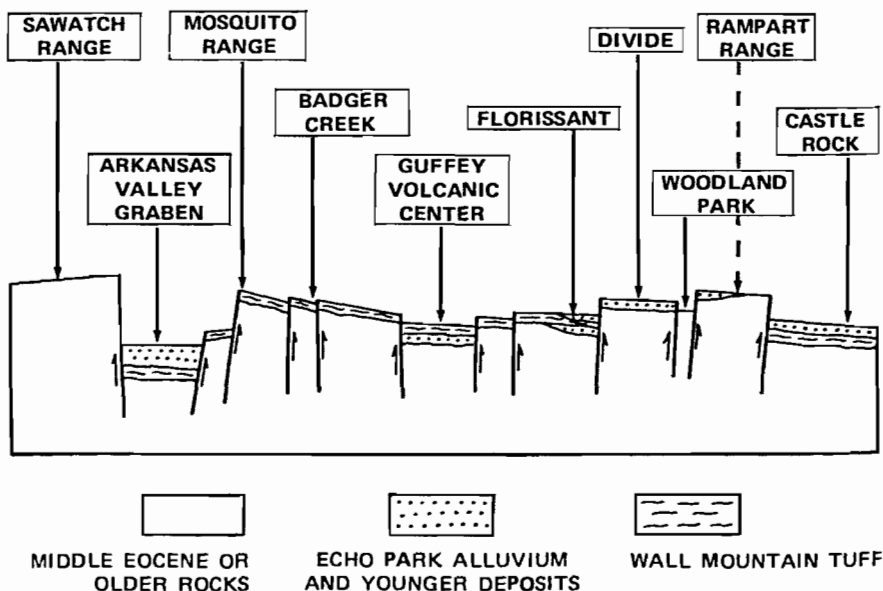 SAWATCH
RANGE
MOSQUITO
RANGE
DIVIDE
RAMPART
RANGE
BADGER
CREEK
FLORISSANT
CASTLE
ROCK
ARKANSAS
VALLEY
GRABEN
GUFFEY
VOLCANIC
CENTER
WOODLAND
PARK
MIDDLE EOCENE OR
OLDER ROCKS
ECHO PARK ALLUVIUM
AND YOUNGER DEPOSITS
WALL MOUNTAIN TUFF